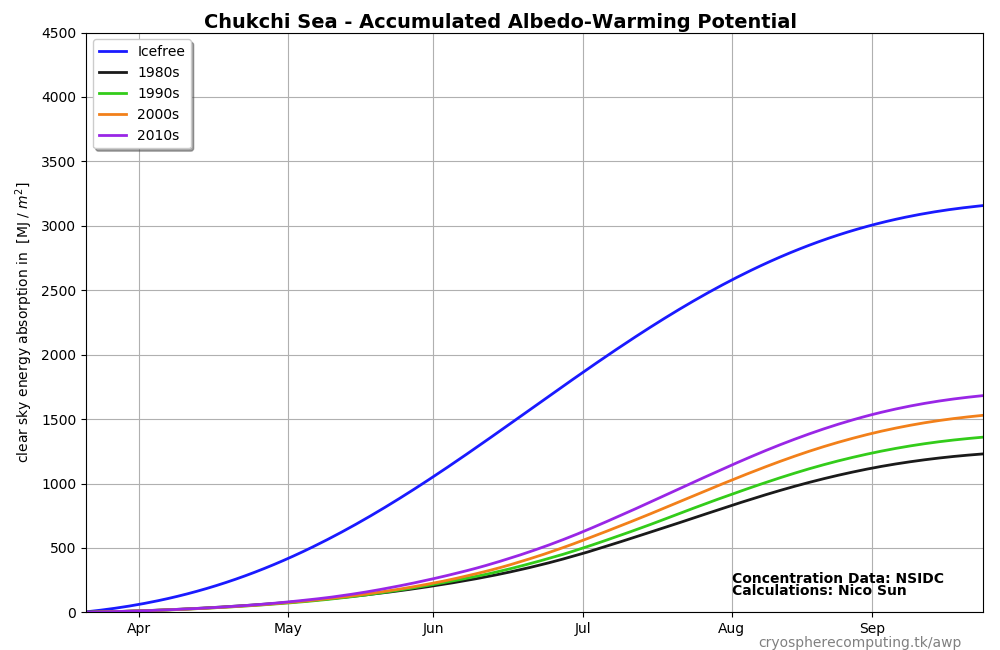 Chukchi Sea - Accumulated Albedo-Warming Potential
4500
4000
3500
3000
2500
2000
1500
1000
500
0
clear sky energy absorption in [MJ / m²]
Icefree
1980s
1990s
2000s
2010s
Concentration Data: NSIDC
Calculations: Nico Sun
Apr May Jun Jul Aug Sep
cryospherecomputing.tk/awp